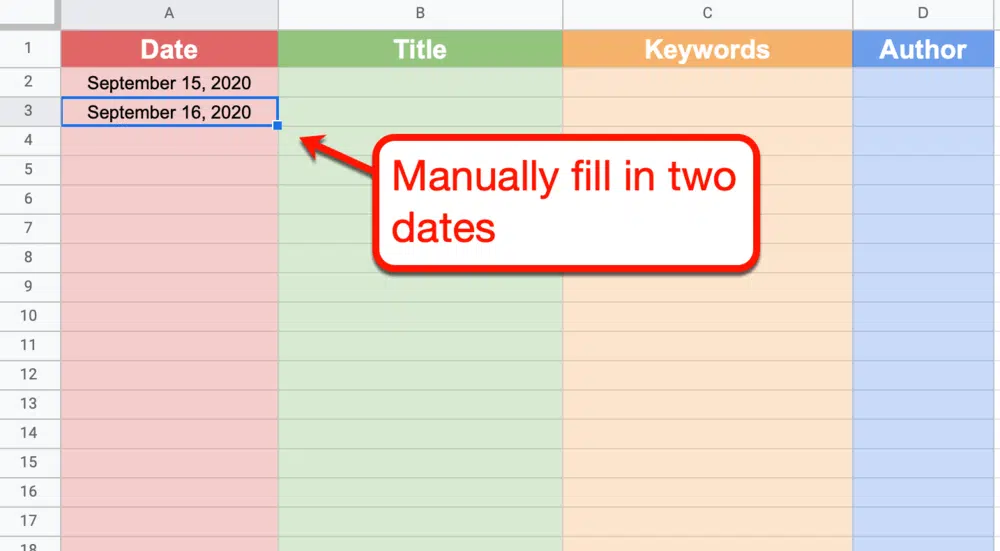 A B C D
1 Date Title Keywords Author
2 September 15, 2020
3 September 16, 2020
4
Manually fill in two
5
6
dates
7
8
9
10
11
12
13
14
15
16
17
18